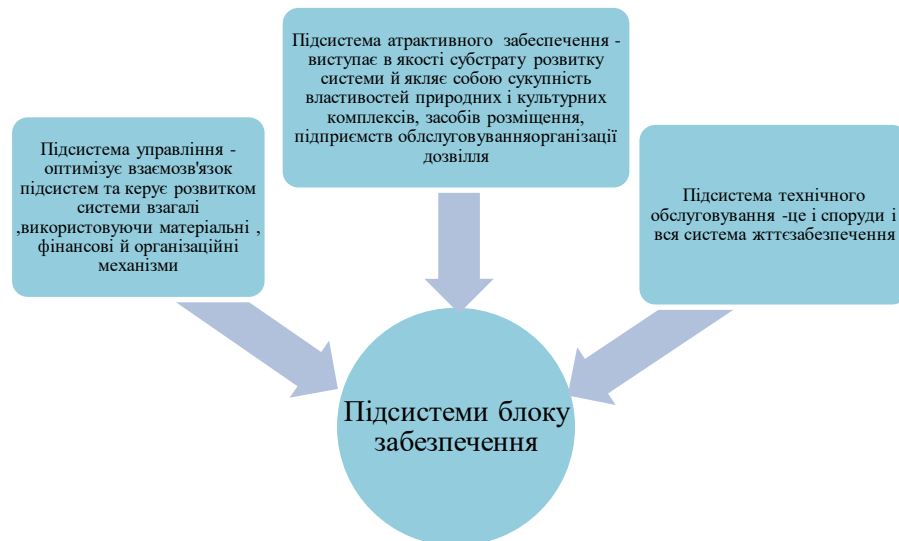 Підсистема атрактивного забеспечення -
виступає в якості субстрату розвитку
системи й являє собою сукупність
властивостей природних і культурних
комплексів, засобів розміщення,
підприємств облслуговуванняорганізації
дозвілля
Підсистема управління -
оптимізує взаємозв'язок
підсистем та керує розвитком
системи взагалі
,використовуючи матеріальні ,
фінансові й організаційні
механізми
Підсистема технічного
обслуговування -це і споруди і
вся система жттєзабезпечення
Підсистеми блоку
забезпечення